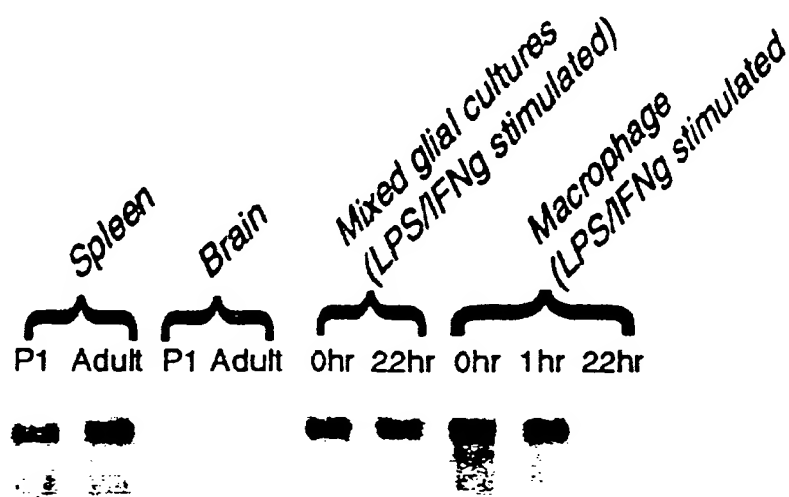 Spleen
Brain
Mixed glial cultures
(LPS/IFNg stimulated)
Macrophage
(LPS/IFNg stimulated
P1 Adult P1 Adult 0hr 22hr 0hr 1hr 22hr